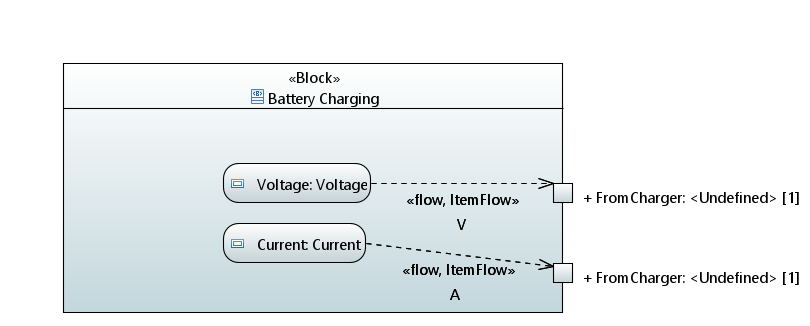 «Block»
Battery Charging
Voltage: Voltage
«flow, ItemFlow»
V
+ FromCharger: <Undefined> [1]
Current: Current
«flow, ItemFlow»
A
+ FromCharger: <Undefined> [1]